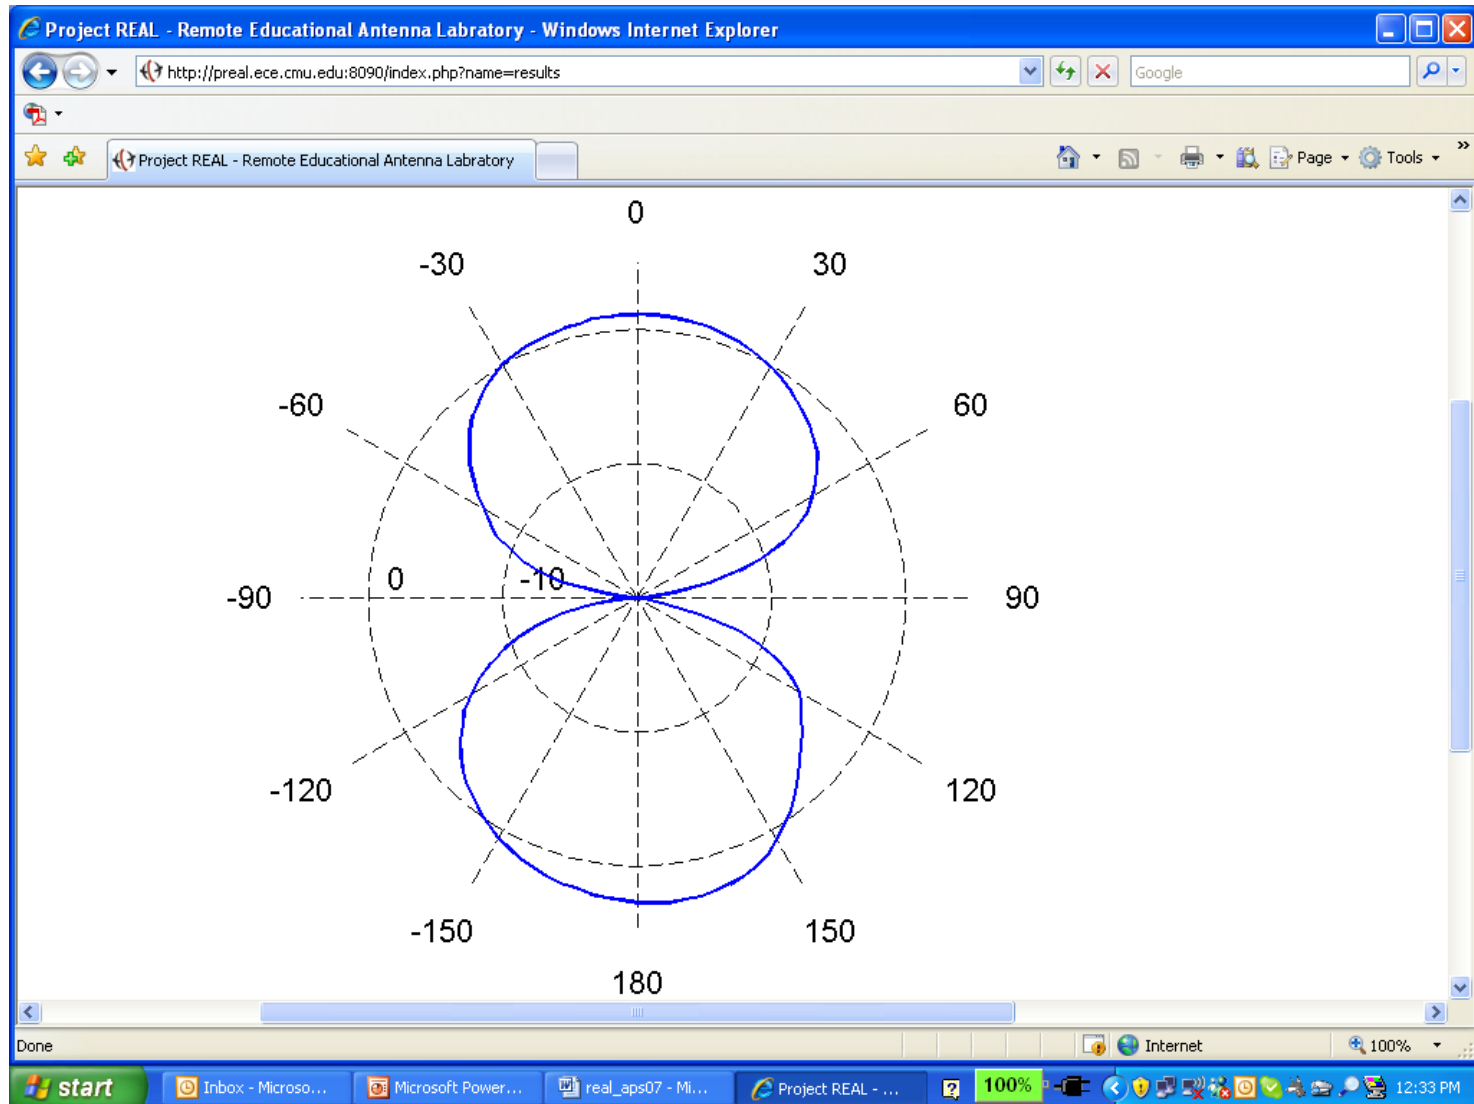 Project REAL - Remote Educational Antenna Labratory - Windows Internet Explorer
http://preal.ece.cmu.edu:8090/index.php?name=results
Google
Project REAL - Remote Educational Antenna Labratory
Page
Tools
»
0
-30
30
-60
60
0
-10
-90
90
-120
120
-150
150
180
Done
Internet
100%
start
Inbox - Microso...
Microsoft Power...
real_aps07 - Mi...
Project REAL - ...
100%
12:33 PM